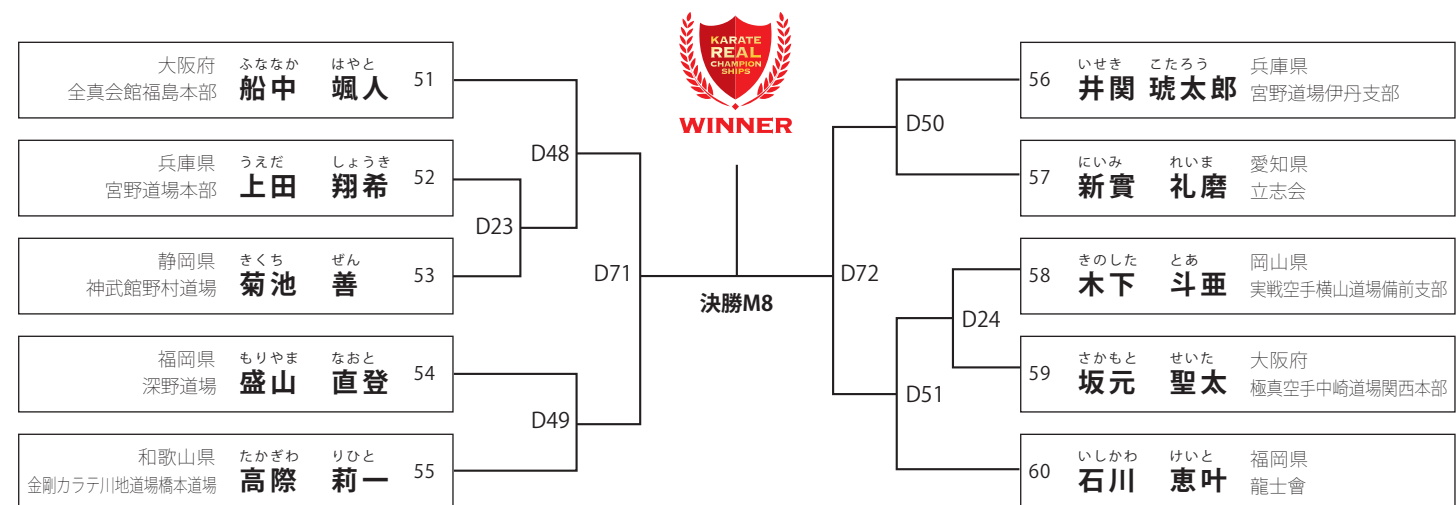 KARATE
REAL
CHAMPION
SHIPS
WINNER
大阪府
全真会館福島本部
ふななか はやと
船中 颯人
51
兵庫県
宮野道場本部
うえだ しょうき
上田 翔希
52
静岡県
神武館野村道場
きくち ぜん
菊池 善
53
福岡県
深野道場
もりやま なおと
盛山 直登
54
和歌山県
金剛カラテ川地道場橋本道場
たかぎわ りひと
高際 莉一
55
D48
D23
D71
D49
決勝M8
D50
D72
D24
D51
56
いせき こたろう
井関 琥太郎
兵庫県
宮野道場伊丹支部
57
にいみ れいま
新實 礼磨
愛知県
立志会
58
きのした とあ
木下 斗亜
岡山県
実戦空手横山道場備前支部
59
さかもと せいた
坂元 聖太
大阪府
極真空手中崎道場関西本部
60
いしかわ けいと
石川 恵叶
福岡県
龍士會